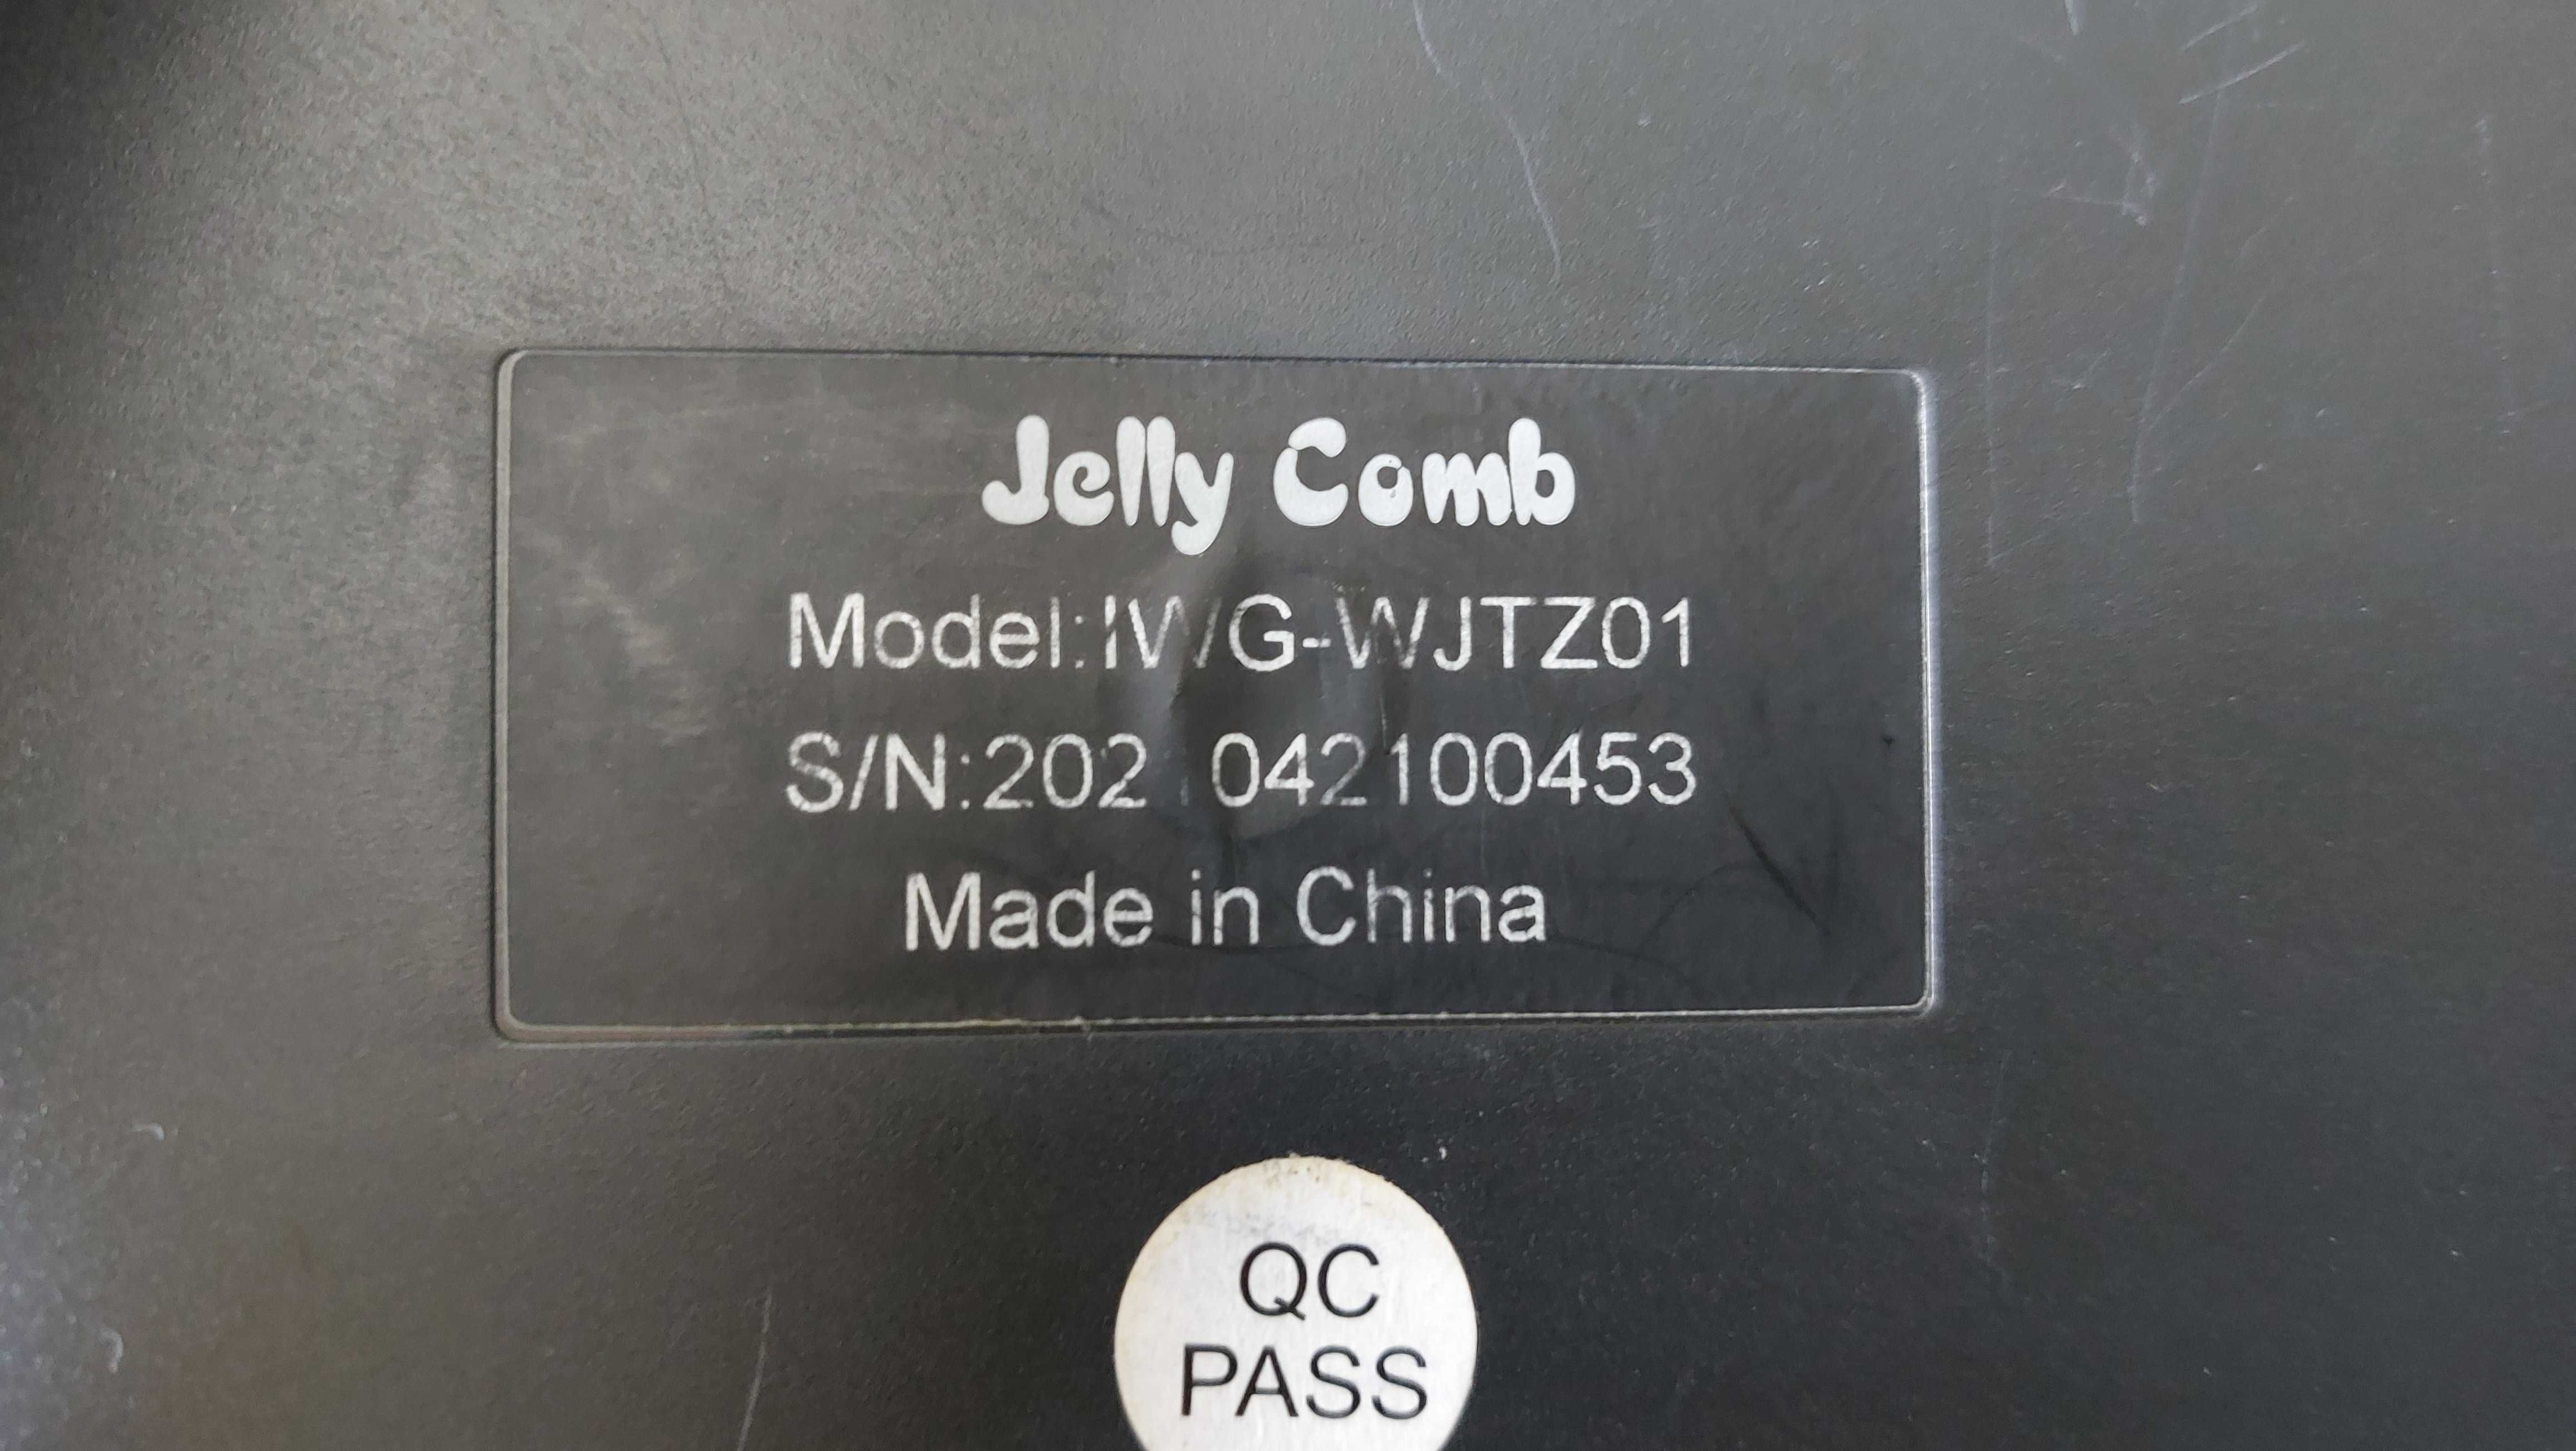 Jelly Comb
Model:IWG-WJTZ01
S/N:2021042100453
Made in China
QC
PASS